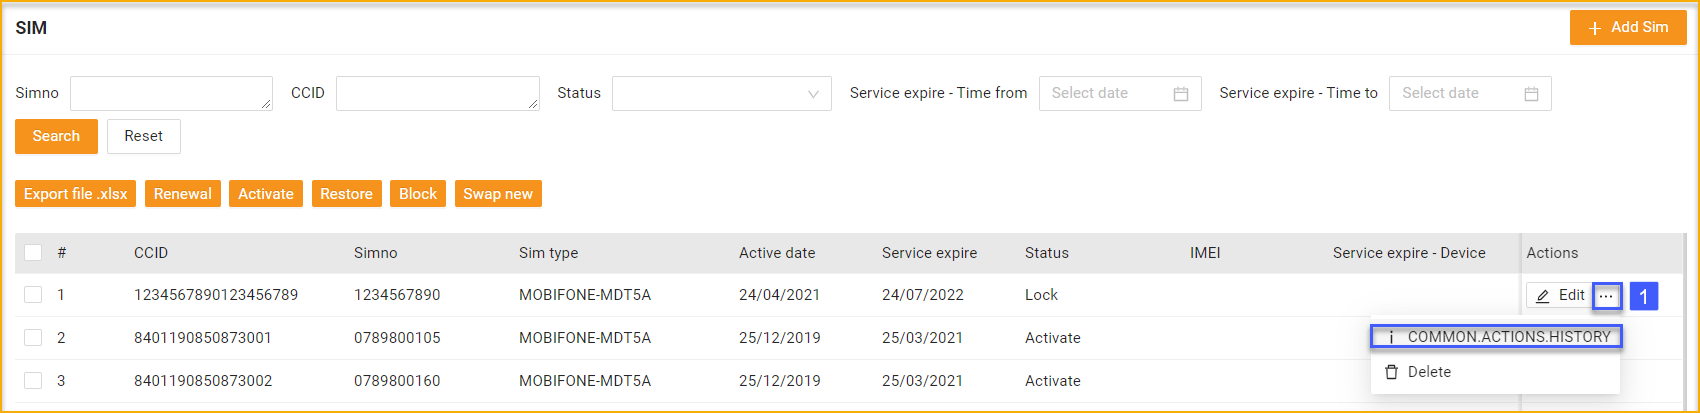 SIM
Add Sim
Simno CCID Status Service expire - Time from Select date Service expire - Time to Select date
Search Reset
Export file .xlsx Renewal Activate Restore Block Swap new
# CCID Simno Sim type Active date Service expire Status IMEI Service expire - Device Actions
1 1234567890123456789 1234567890 MOBIFONE-MDT5A 24/04/2021 24/07/2022 Lock Edit ... 1
2 8401190850873001 0789800105 MOBIFONE-MDT5A 25/12/2019 25/03/2021 Activate
COMMON.ACTIONS.HISTORY
3 8401190850873002 0789800160 MOBIFONE-MDT5A 25/12/2019 25/03/2021 Activate
Delete